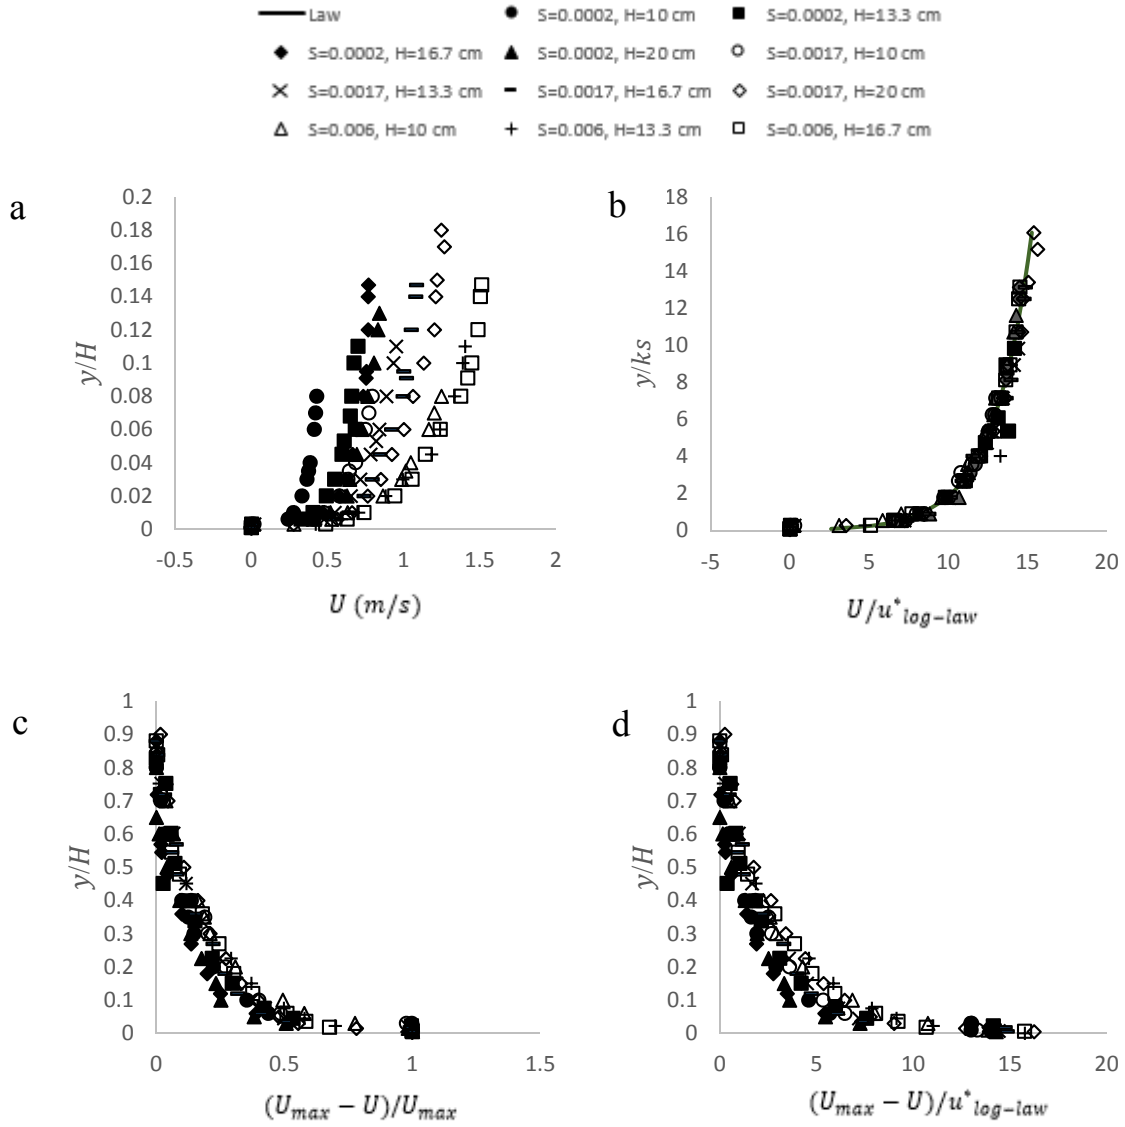 Law S=0.0002, H=10 cm S=0.0002, H=13.3 cm
S=0.0002, H=16.7 cm S=0.0002, H=20 cm S=0.0017, H=10 cm
S=0.0017, H=13.3 cm S=0.0017, H=16.7 cm S=0.0017, H=20 cm
S=0.006, H=10 cm S=0.006, H=13.3 cm S=0.006, H=16.7 cm
a
y/H
0.2
0.18
0.16
0.14
0.12
0.1
0.08
0.06
0.04
0.02
0
-0.5 0 0.5 1 1.5 2
U (m/s)
b
y/ks
18
16
14
12
10
8
6
4
2
0
-5 0 5 10 15 20
U/u*log−law
c
y/H
1
0.9
0.8
0.7
0.6
0.5
0.4
0.3
0.2
0.1
0
0 0.5 1 1.5
(Umax − U)/Umax
d
y/H
1
0.9
0.8
0.7
0.6
0.5
0.4
0.3
0.2
0.1
0
0 5 10 15 20
(Umax − U)/u*log−law